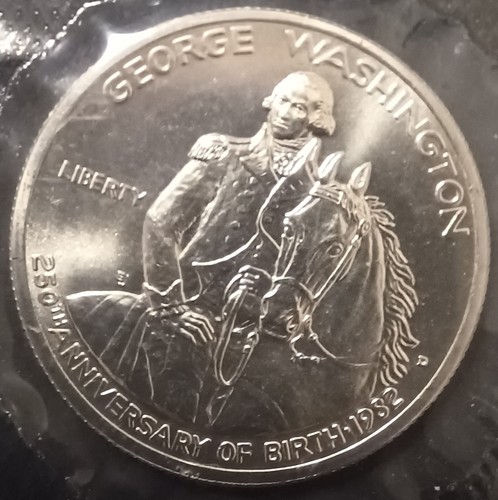 GEORGE WASHINGTON
LIBERTY
250TH ANNIVERSARY OF BIRTH·1982
D